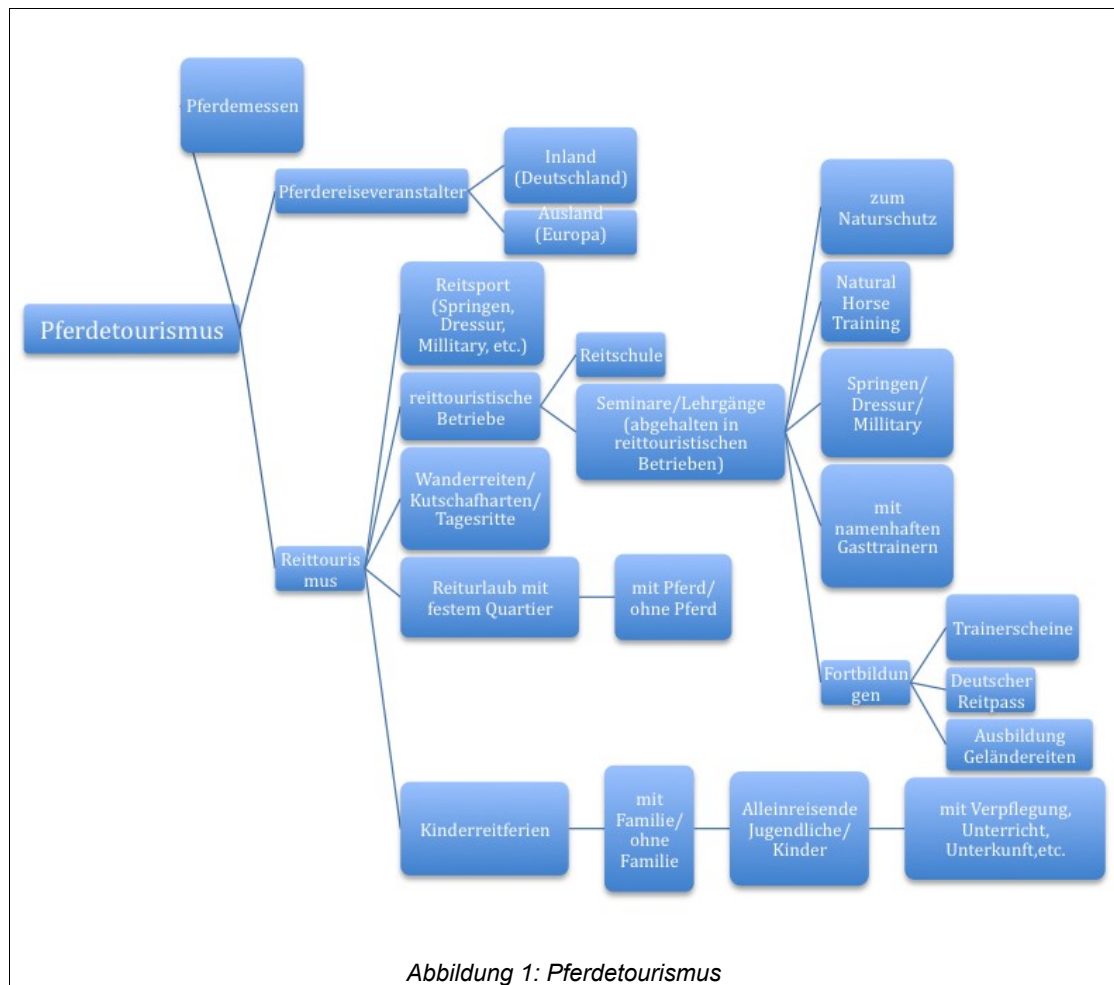 Pferdemessen
Pferdereiseveranstalter
Inland
(Deutschland)
Ausland
(Europa)
Pferdetourismus
Reittouris
mus
Reitsport
(Springen,
Dressur,
Millitary, etc.)
reittouristische
Betriebe
Reitschule
Seminare/Lehrgänge
(abgehalten in
reittouristischen
Betrieben)
zum
Naturschutz
Natural
Horse
Training
Springen/
Dressur/
Millitary
mit
namenhaften
Gasttrainern
Fortbildun
gen
Trainerscheine
Deutscher
Reitpass
Ausbildung
Geländereiten
Wanderreiten/
Kutschafharten/
Tagesritte
Reiturlaub mit
festem Quartier
mit Pferd/
ohne Pferd
Kinderreitferien
mit
Familie/
ohne
Familie
Alleinreisende
Jugendliche/
Kinder
mit Verpflegung,
Unterricht,
Unterkunft,etc.
Abbildung 1: Pferdetourismus